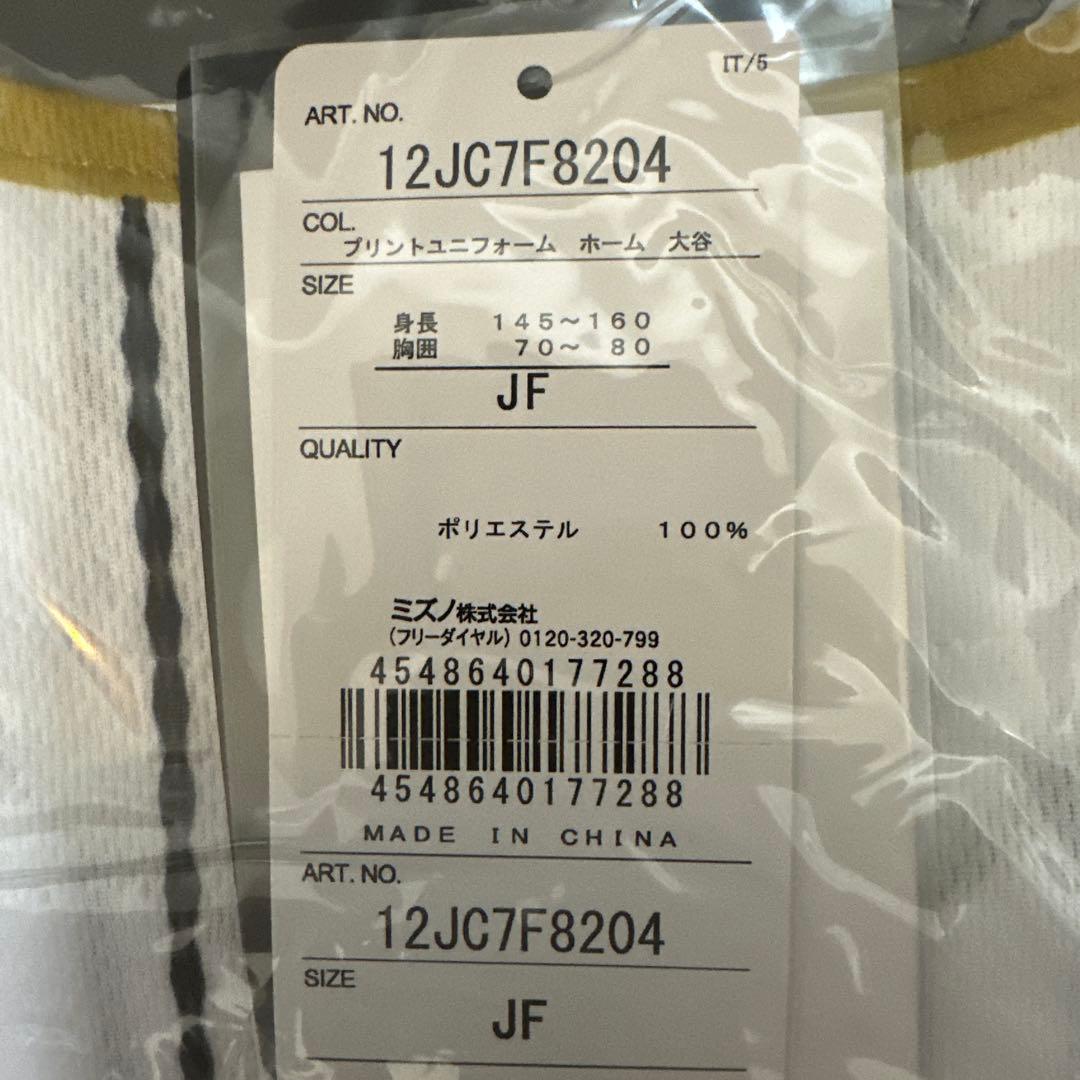 IT/5
ART. NO.
12JC7F8204
COL.
プリントユニフォーム ホーム 大谷
SIZE
身長 145～160
胸囲 70～ 80
JF
QUALITY
ポリエステル 100%
ミズノ株式会社
(フリーダイヤル) 0120-320-799
4548640177288
4548640177288
MADE IN CHINA
ART. NO.
12JC7F8204
SIZE
JF